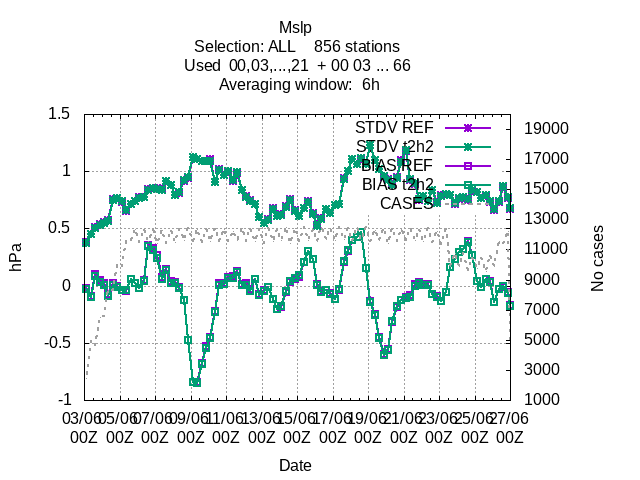 Mslp
Selection: ALL 856 stations
Used 00,03,...,21 + 00 03 ... 66
Averaging window: 6h
1.5
1
0.5
0
-0.5
-1
hPa
19000
17000
15000
13000
11000
9000
7000
5000
3000
1000
No cases
STDV REF
STDV t2h2
BIAS REF
BIAS t2h2
CASES
03/06 05/06 07/06 09/06 11/06 13/06 15/06 17/06 19/06 21/06 23/06 25/06 27/06
00Z 00Z 00Z 00Z 00Z 00Z 00Z 00Z 00Z 00Z 00Z 00Z 00Z
Date